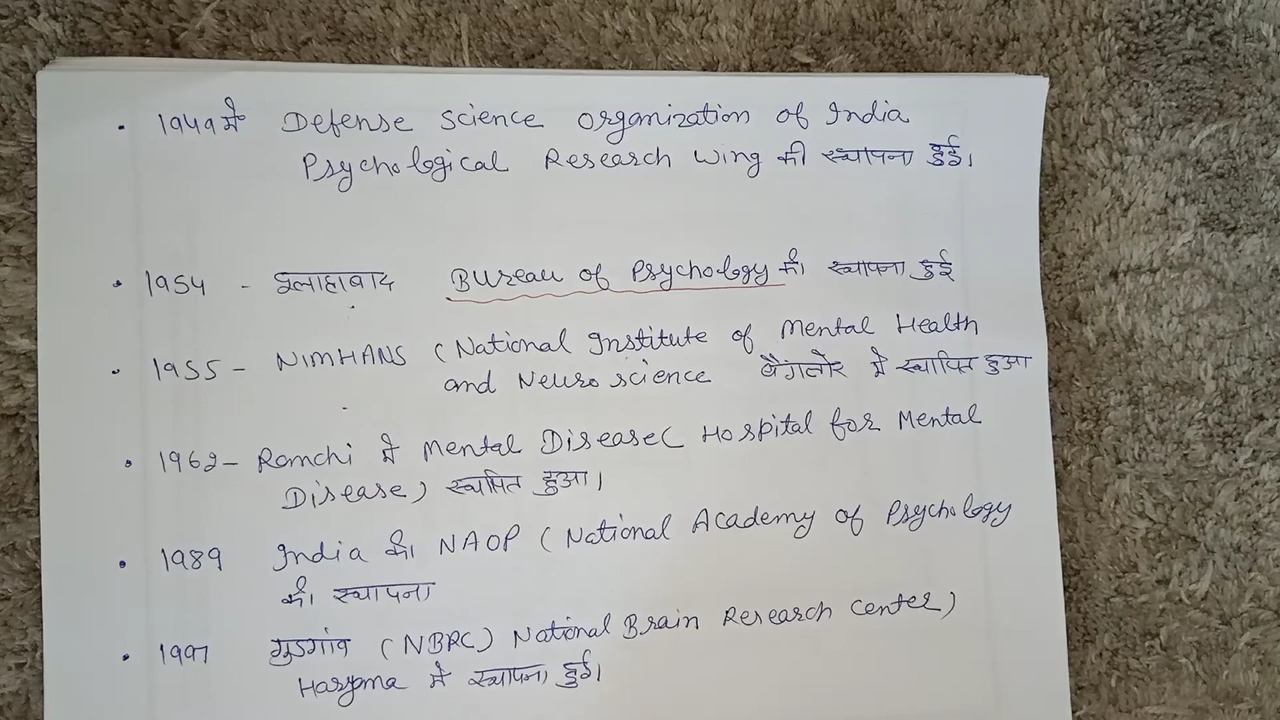 • 1949 में Defense Science Organization of India
Psychological Research Wing की स्थापना हुई।
• 1954 - इलाहाबाद Bureau of Psychology की स्थापना हुई
• 1955 - NIMHANS (National Institute of Mental Health
and Neuro science बैंगलोर में स्थापित हुआ
• 1962 - Ranchi में Mental Disease ( Hospital for Mental
Disease) स्थापित हुआ।
• 1989 India की NAOP (National Academy of Psychology
की स्थापना
• 1997 गुडगांव (NBRC) National Brain Research Center)
Haryana में स्थापना हुई।